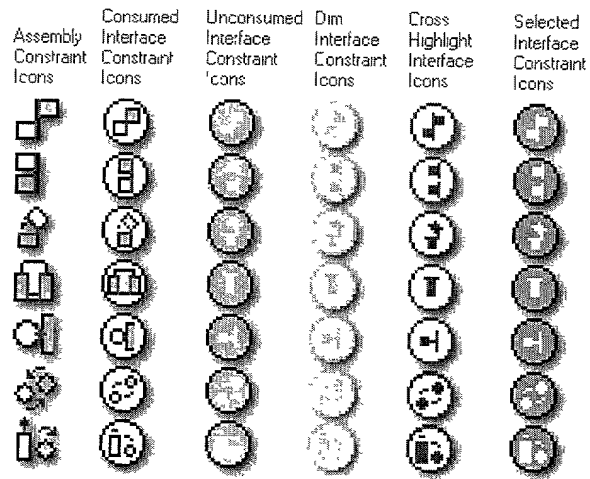 Assembly
Constraint
Icons
Consumed
Interface
Constraint
Icons
Unconsumed
Interface
Constraint
Icons
Dim
Interface
Constraint
Icons
Cross
Highlight
Interface
Icons
Selected
Interface
Constraint
Icons